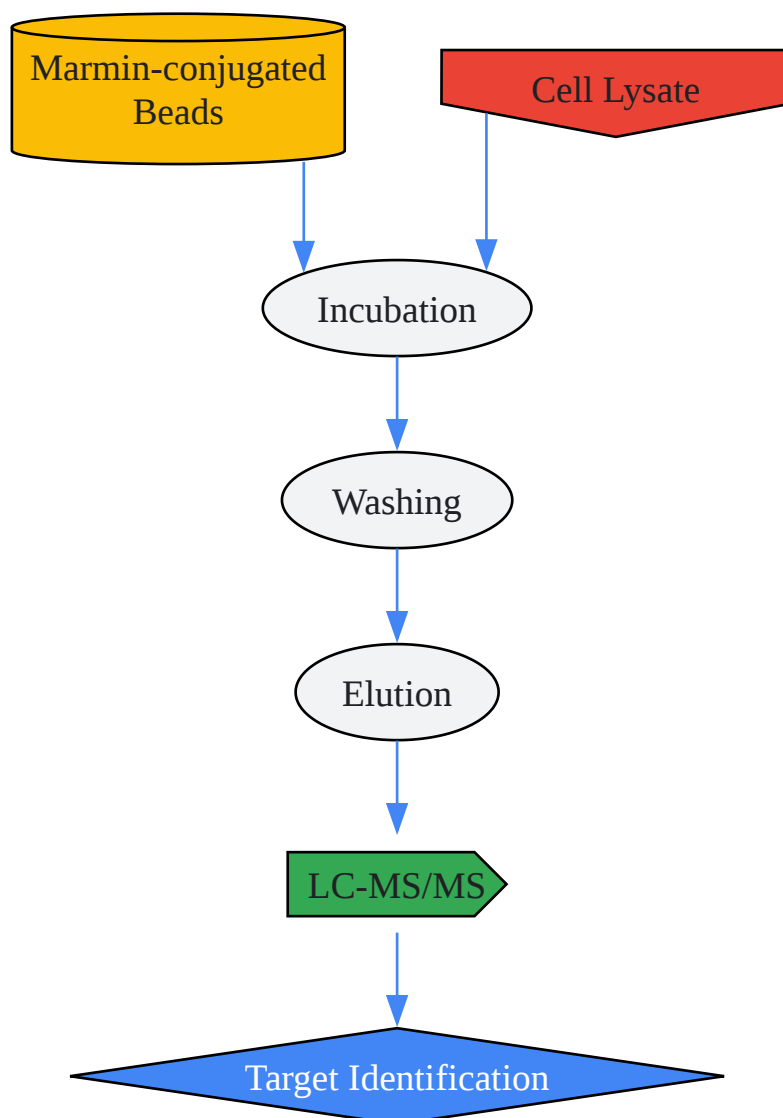 Marmin-conjugated
Beads
Cell Lysate
Incubation
Washing
Elution
LC-MS/MS
Target Identification